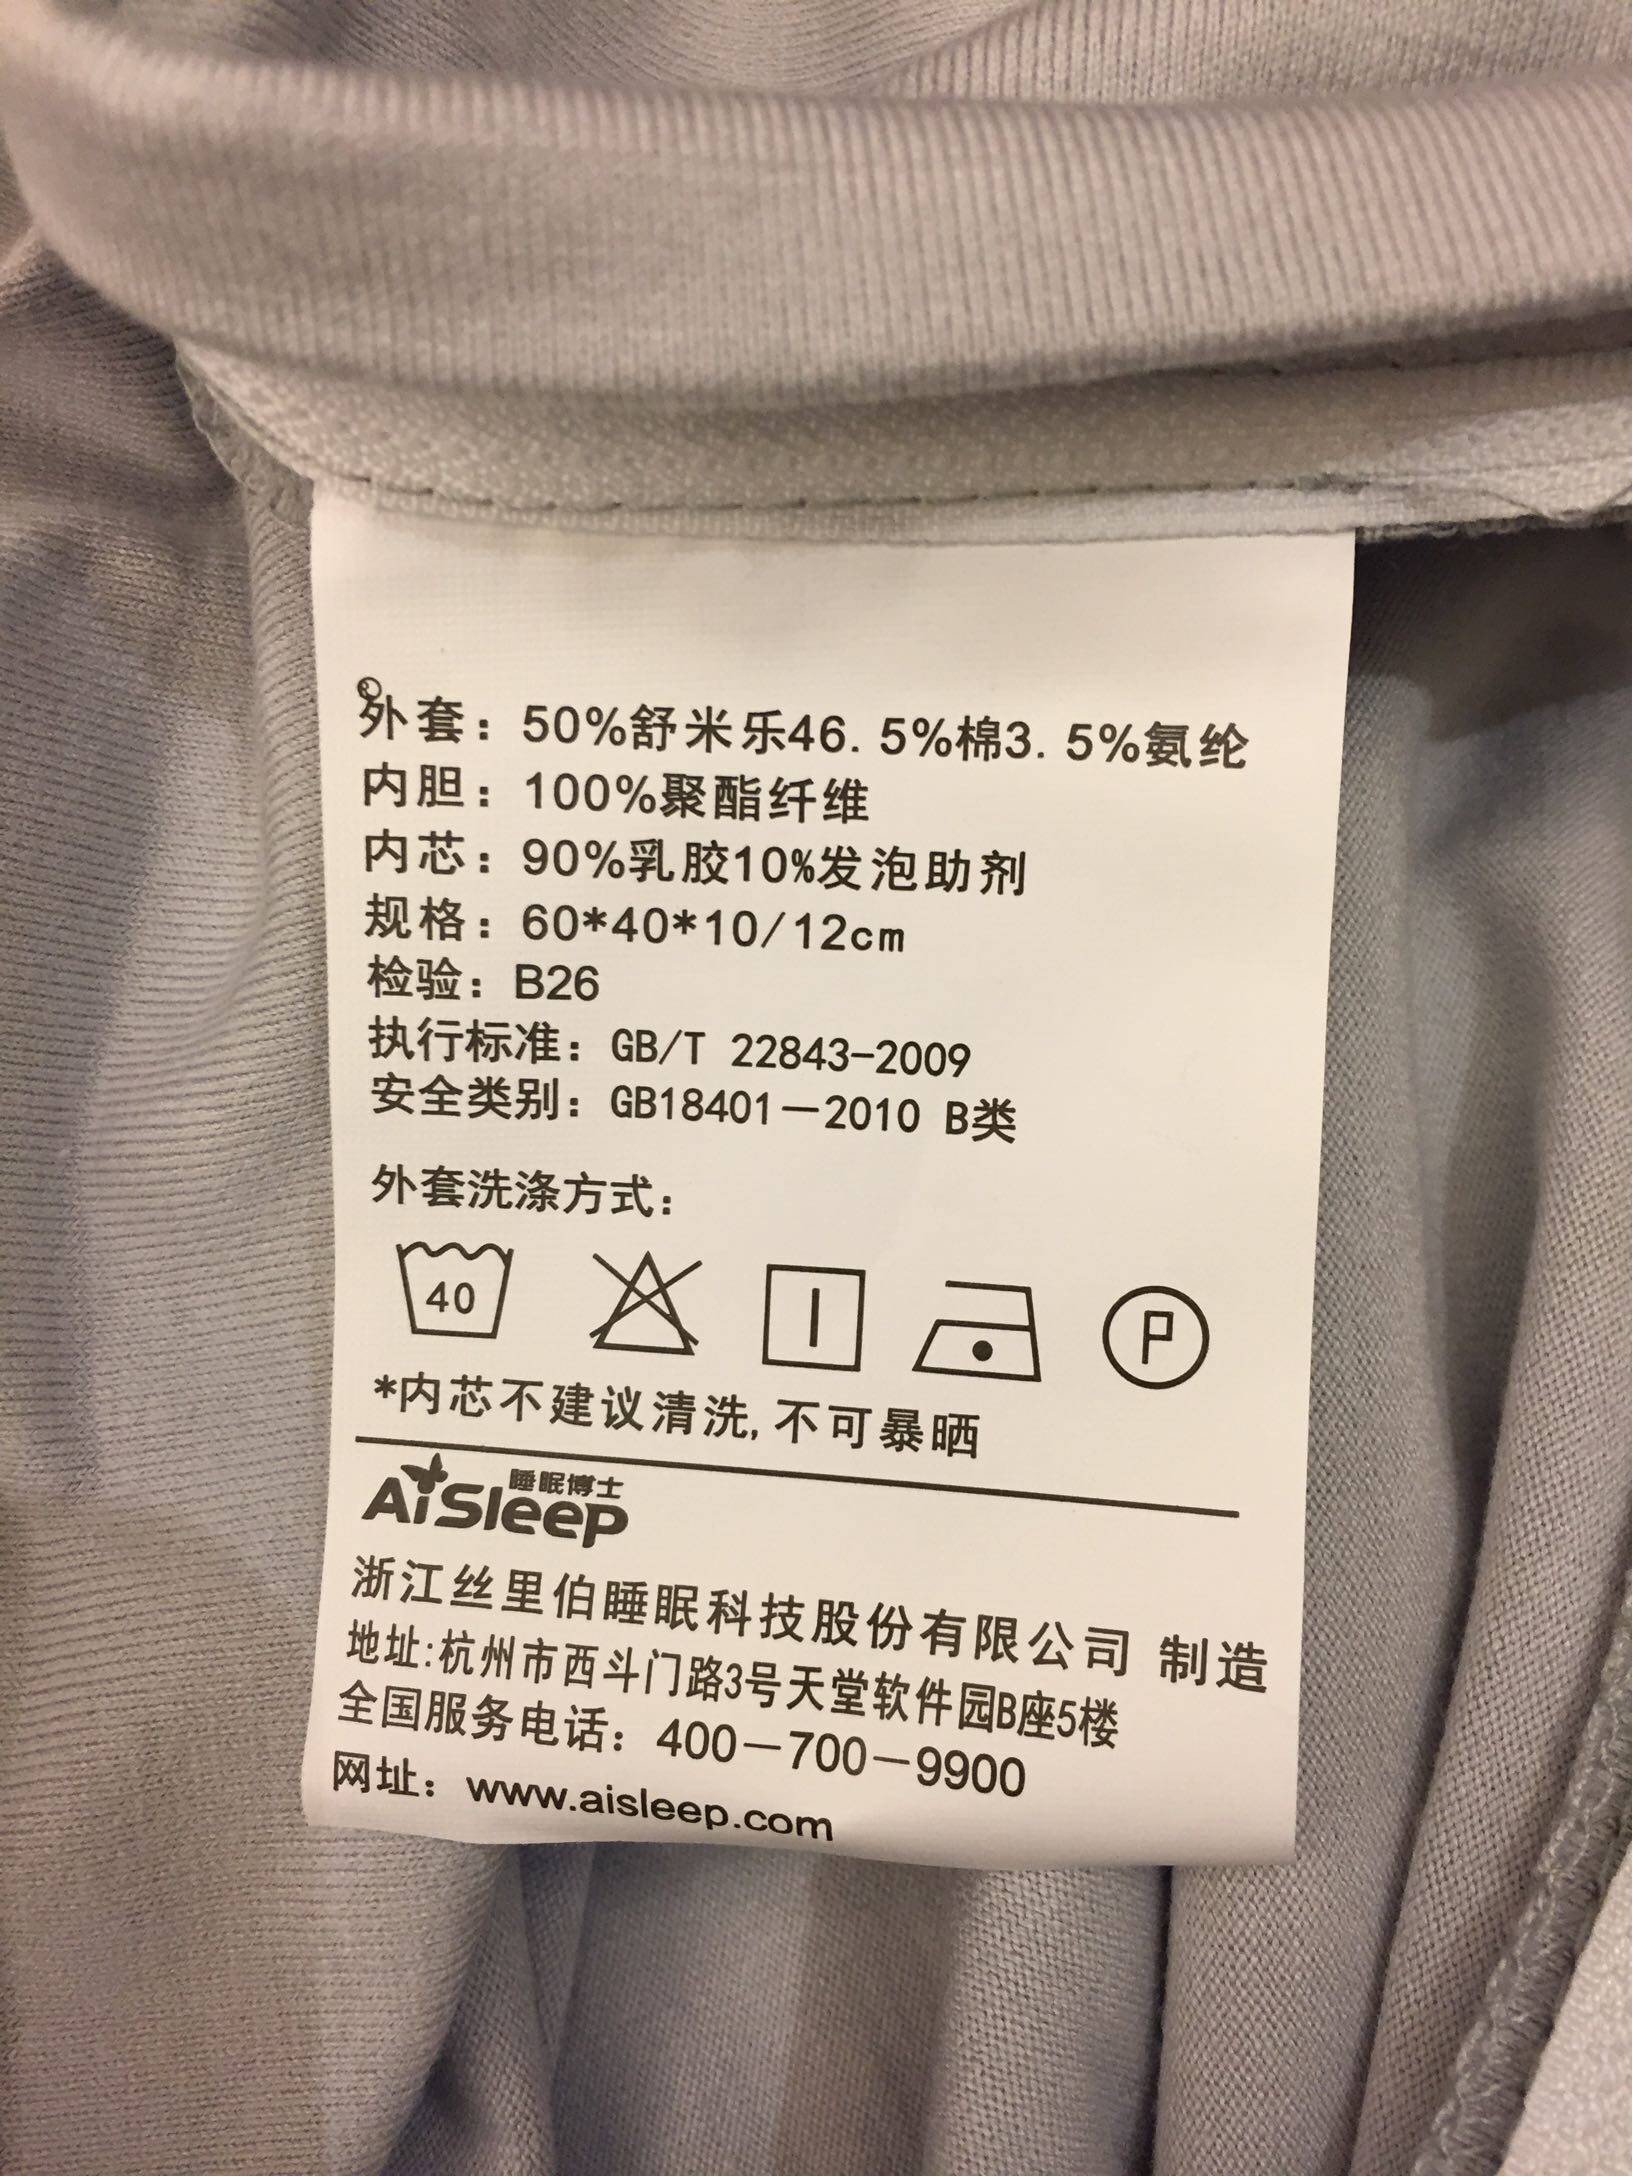 外套：50%舒米乐46.5%棉3.5%氨纶
内胆：100%聚酯纤维
内芯：90%乳胶10%发泡助剂
规格：60*40*10/12cm
检验：B26
执行标准：GB/T 22843-2009
安全类别：GB18401-2010 B类
外套洗涤方式：
40
P
*内芯不建议清洗,不可暴晒
睡眠博士
AiSleep
浙江丝里伯睡眠科技股份有限公司 制造
地址:杭州市西斗门路3号天堂软件园B座5楼
全国服务电话：400-700-9900
网址：www.aisleep.com